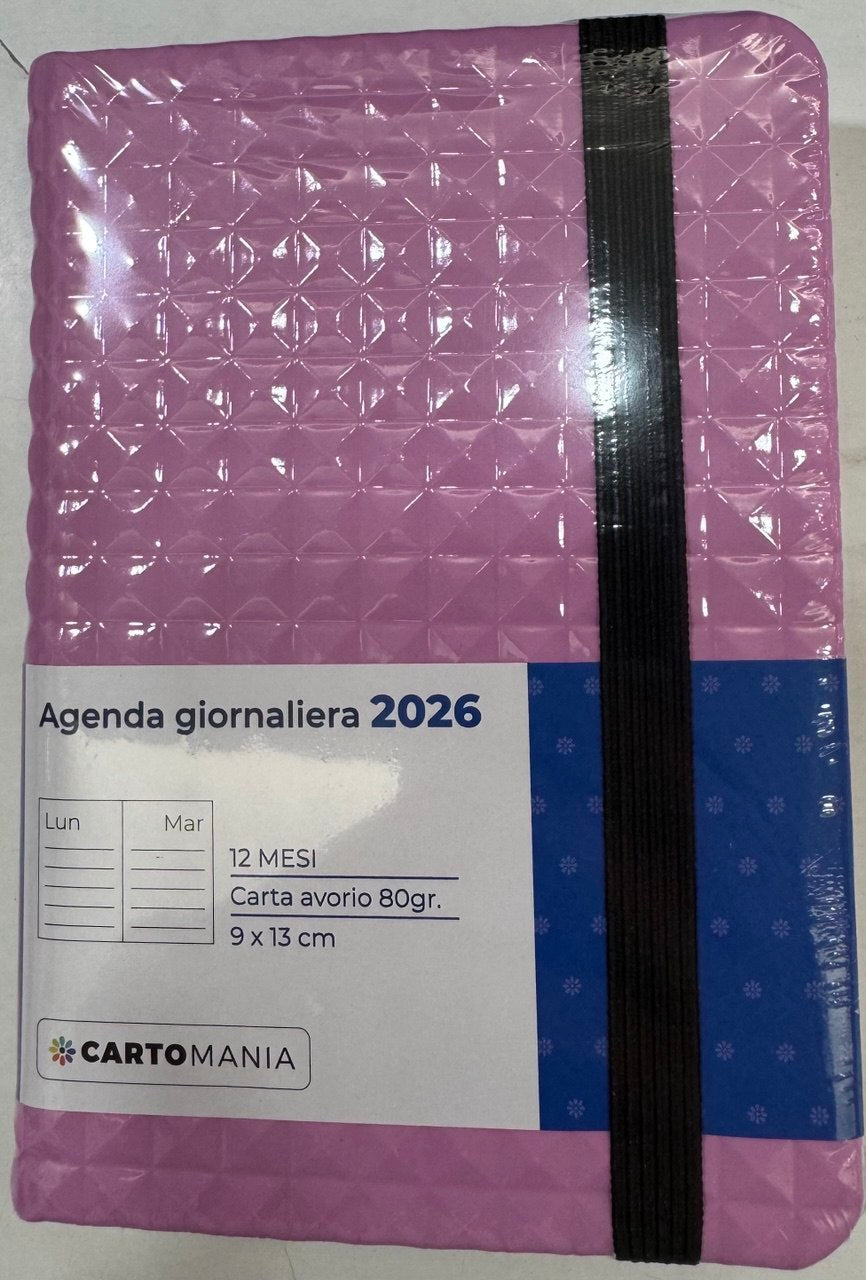 Agenda giornaliera 2026
Lun Mar
12 MESI
Carta avorio 80gr.
9 x 13 cm
CARTOMANIA